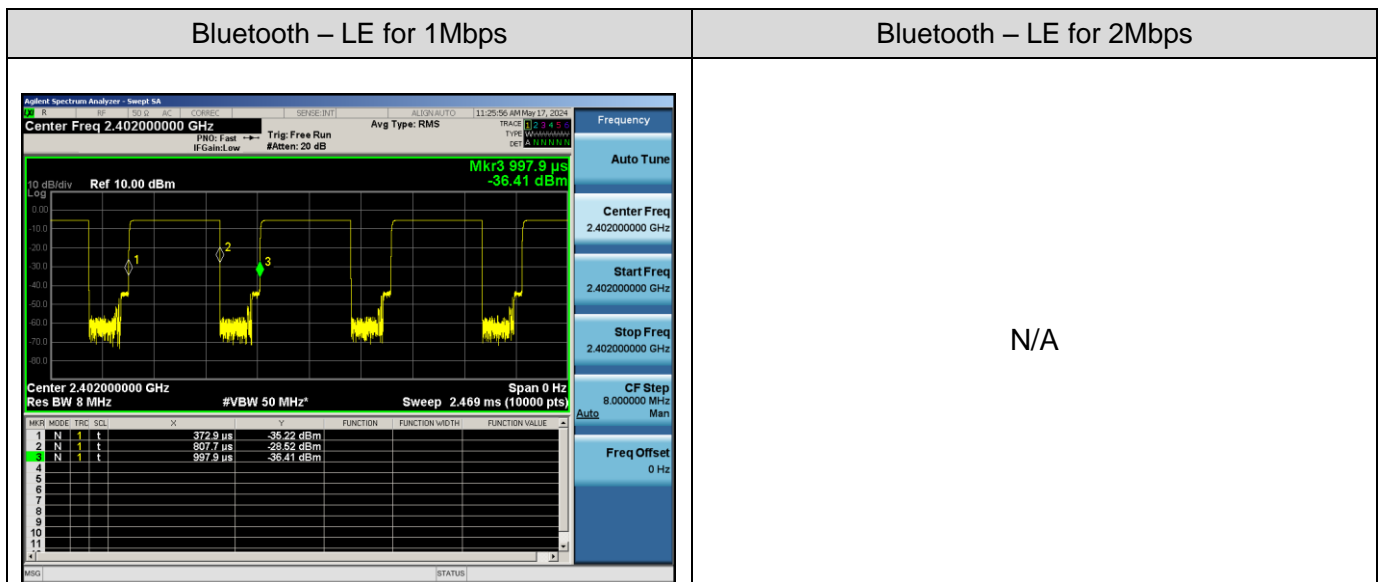 Bluetooth – LE for 1Mbps
Bluetooth – LE for 2Mbps
Agilent Spectrum Analyzer - Swept SA
R RF 50 Ω AC CORREC SENSE:INT ALIGN AUTO 11:25:56 AM May 17, 2024
Center Freq 2.402000000 GHz
PNO: Fast
IFGain:Low
Trig: Free Run
#Atten: 20 dB
Avg Type: RMS
TRACE 1 2 3 4 5 6
TYPE
DET A N N N N N
Mkr3 997.9 µs
-36.41 dBm
10 dB/div Ref 10.00 dBm
Log
0.00
-10.0
-20.0
-30.0
-40.0
-50.0
-60.0
-70.0
-80.0
1
2
3
Center 2.402000000 GHz Span 0 Hz
Res BW 8 MHz #VBW 50 MHz* Sweep 2.469 ms (10000 pts)
MKR MODE TRC SCL X Y FUNCTION FUNCTION WIDTH FUNCTION VALUE
1 N 1 t 372.9 µs -35.22 dBm
2 N 1 t 807.7 µs -28.52 dBm
3 N 1 t 997.9 µs -36.41 dBm
4
5
6
7
8
9
10
11
MSG STATUS
Frequency
Auto Tune
Center Freq
2.402000000 GHz
Start Freq
2.402000000 GHz
Stop Freq
2.402000000 GHz
CF Step
8.000000 MHz
Auto Man
Freq Offset
0 Hz
N/A